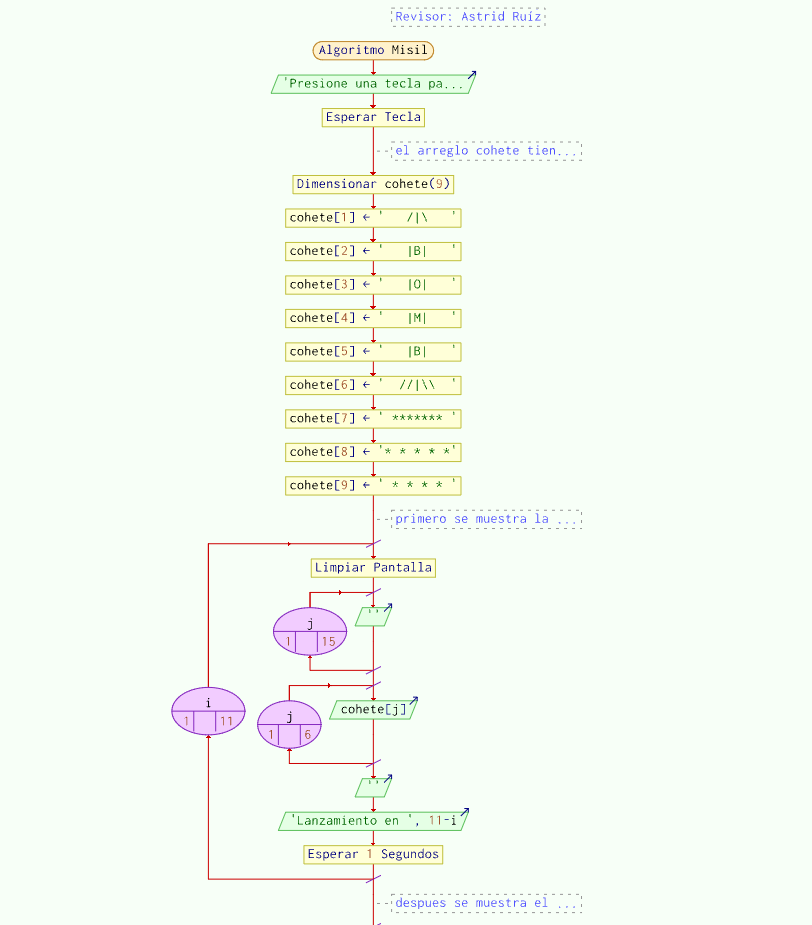 Revisor: Astrid Ruíz
Algoritmo Misil
'Presione una tecla pa...
Esperar Tecla
el arreglo cohete tien...
Dimensionar cohete(9)
cohete[1] ← '   /|\   '
cohete[2] ← '   |B|   '
cohete[3] ← '   |O|   '
cohete[4] ← '   |M|   '
cohete[5] ← '   |B|   '
cohete[6] ← '  //|\\  '
cohete[7] ← ' ******* '
cohete[8] ← '* * * * *'
cohete[9] ← ' * * * * '
primero se muestra la ...
Limpiar Pantalla
''
j
1 15
cohete[j]
i
1 11
j
1 6
''
'Lanzamiento en ', 11-i
Esperar 1 Segundos
despues se muestra el ...